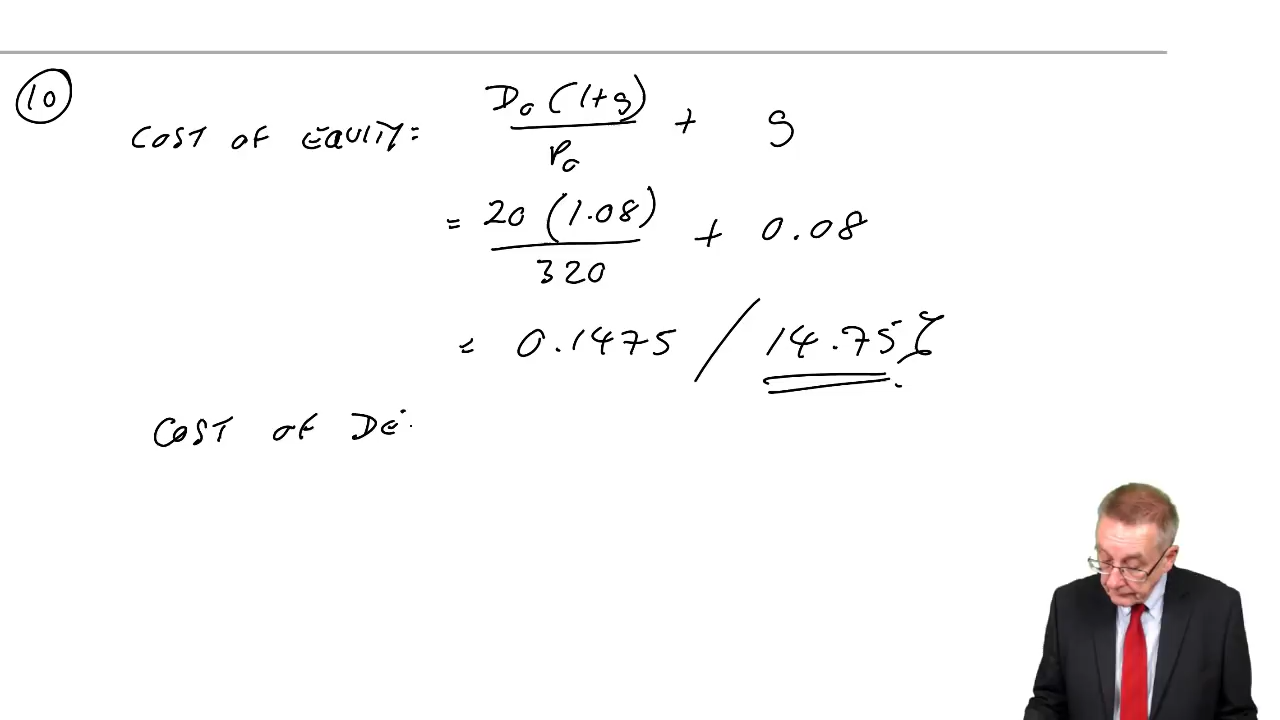 10
COST OF EQUITY = D₀(1+g) / P₀ + g
= 20(1.08) / 320 + 0.08
= 0.1475 / 14.75%
COST OF DE